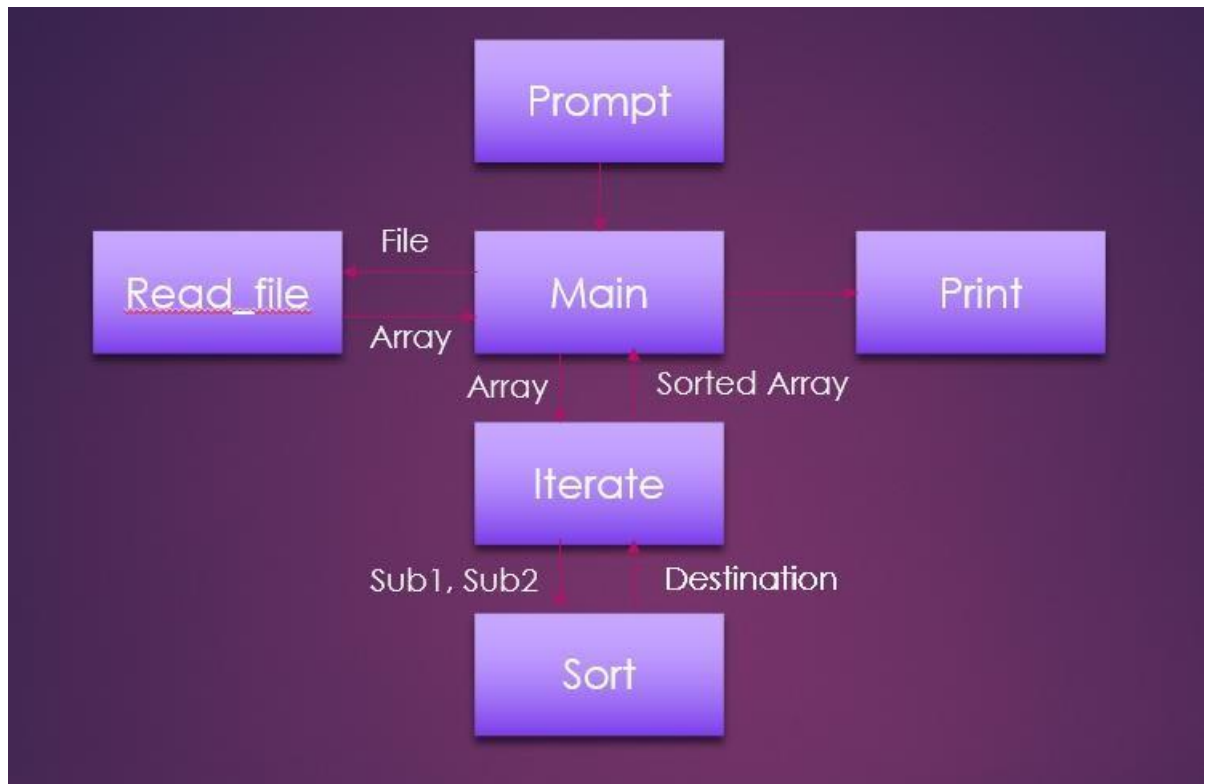 Prompt
File
Read_file
Main
Print
Array
Array
Sorted Array
Iterate
Sub1, Sub2
Destination
Sort